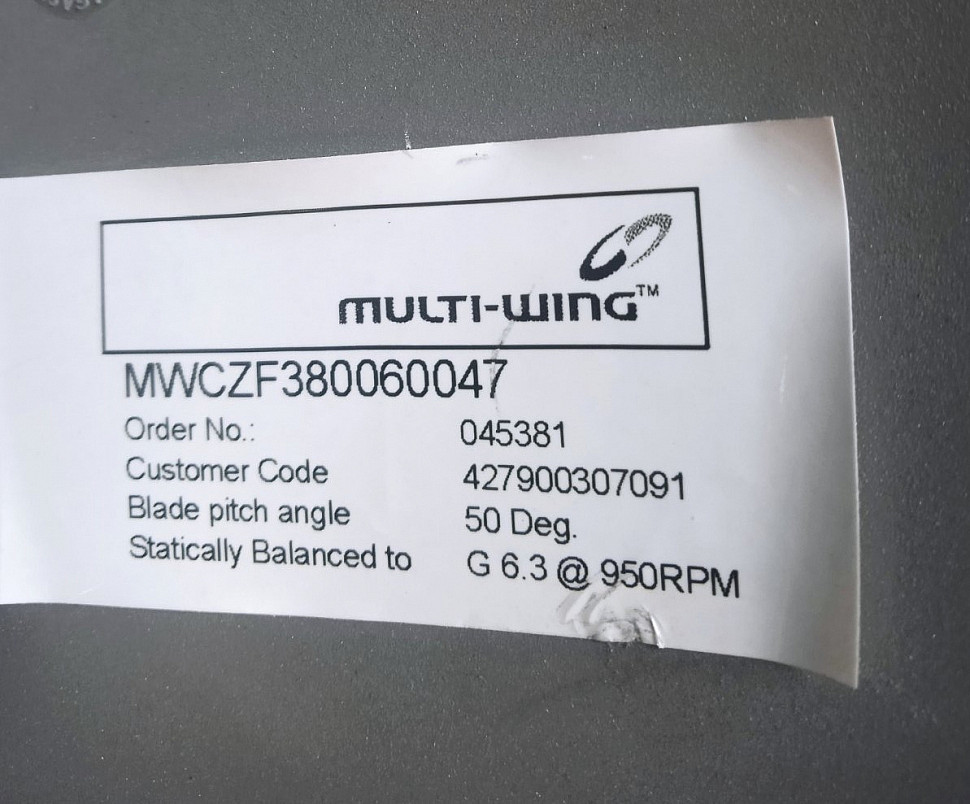 MULTI-WING™
MWCZF380060047
Order No.: 045381
Customer Code 427900307091
Blade pitch angle 50 Deg.
Statically Balanced to G 6.3 @ 950RPM